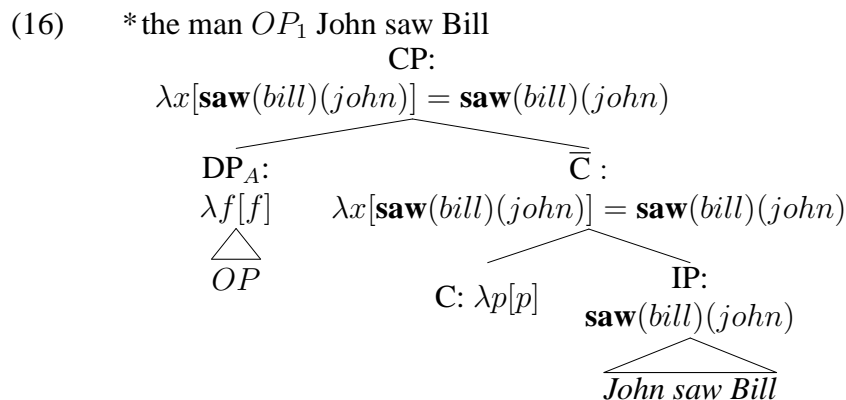 (16) *the man OP₁ John saw Bill
CP:
λx[saw(bill)(john)] = saw(bill)(john)
DP_A: C̅ :
λf[f] λx[saw(bill)(john)] = saw(bill)(john)
OP C: λp[p] IP:
saw(bill)(john)
John saw Bill